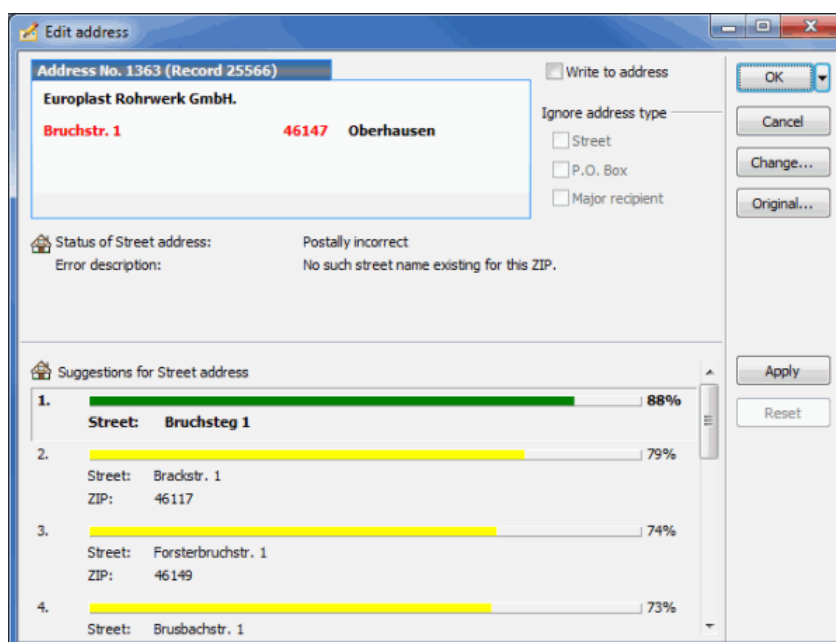 Edit address
Address No. 1363 (Record 25566)
Europlast Rohrwerk GmbH.
Bruchstr. 1 46147 Oberhausen
Write to address
Ignore address type
Street
P.O. Box
Major recipient
OK
Cancel
Change...
Original...
Status of Street address: Postally incorrect
Error description: No such street name existing for this ZIP.
Suggestions for Street address
Apply
Reset
1. 88%
Street: Bruchsteg 1
2. 79%
Street: Brackstr. 1
ZIP: 46117
3. 74%
Street: Forsterbruchstr. 1
ZIP: 46149
4. 73%
Street: Brusbachstr. 1